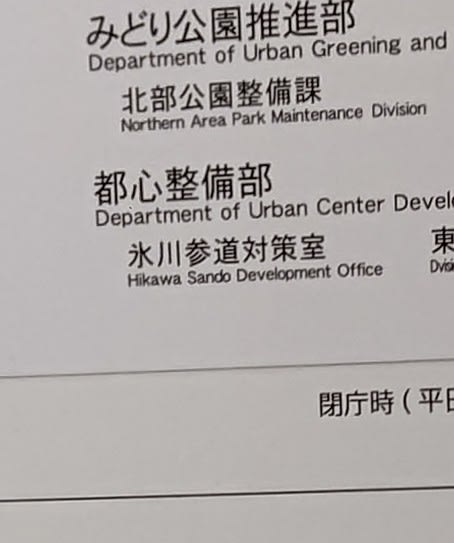 みどり公園推進部
Department of Urban Greening and
北部公園整備課
Northern Area Park Maintenance Division
都心整備部
Department of Urban Center
氷川参道対策室 東
Hikawa Sando Development Office
閉庁時 ( 平日